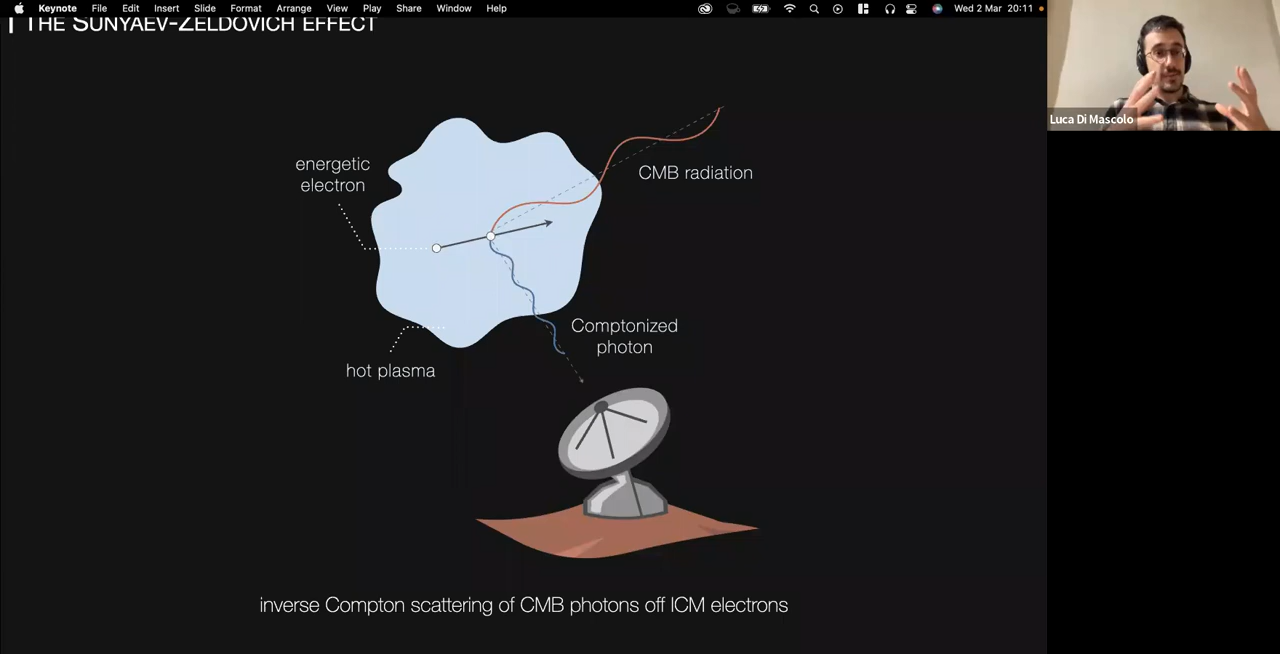 Keynote File Edit Insert Slide Format Arrange View Play Share Window Help Wed 2 Mar 20:11
THE SUNYAEV-ZELDOVICH EFFECT
Luca Di Mascolo
energetic
electron
CMB radiation
Comptonized
photon
hot plasma
inverse Compton scattering of CMB photons off ICM electrons